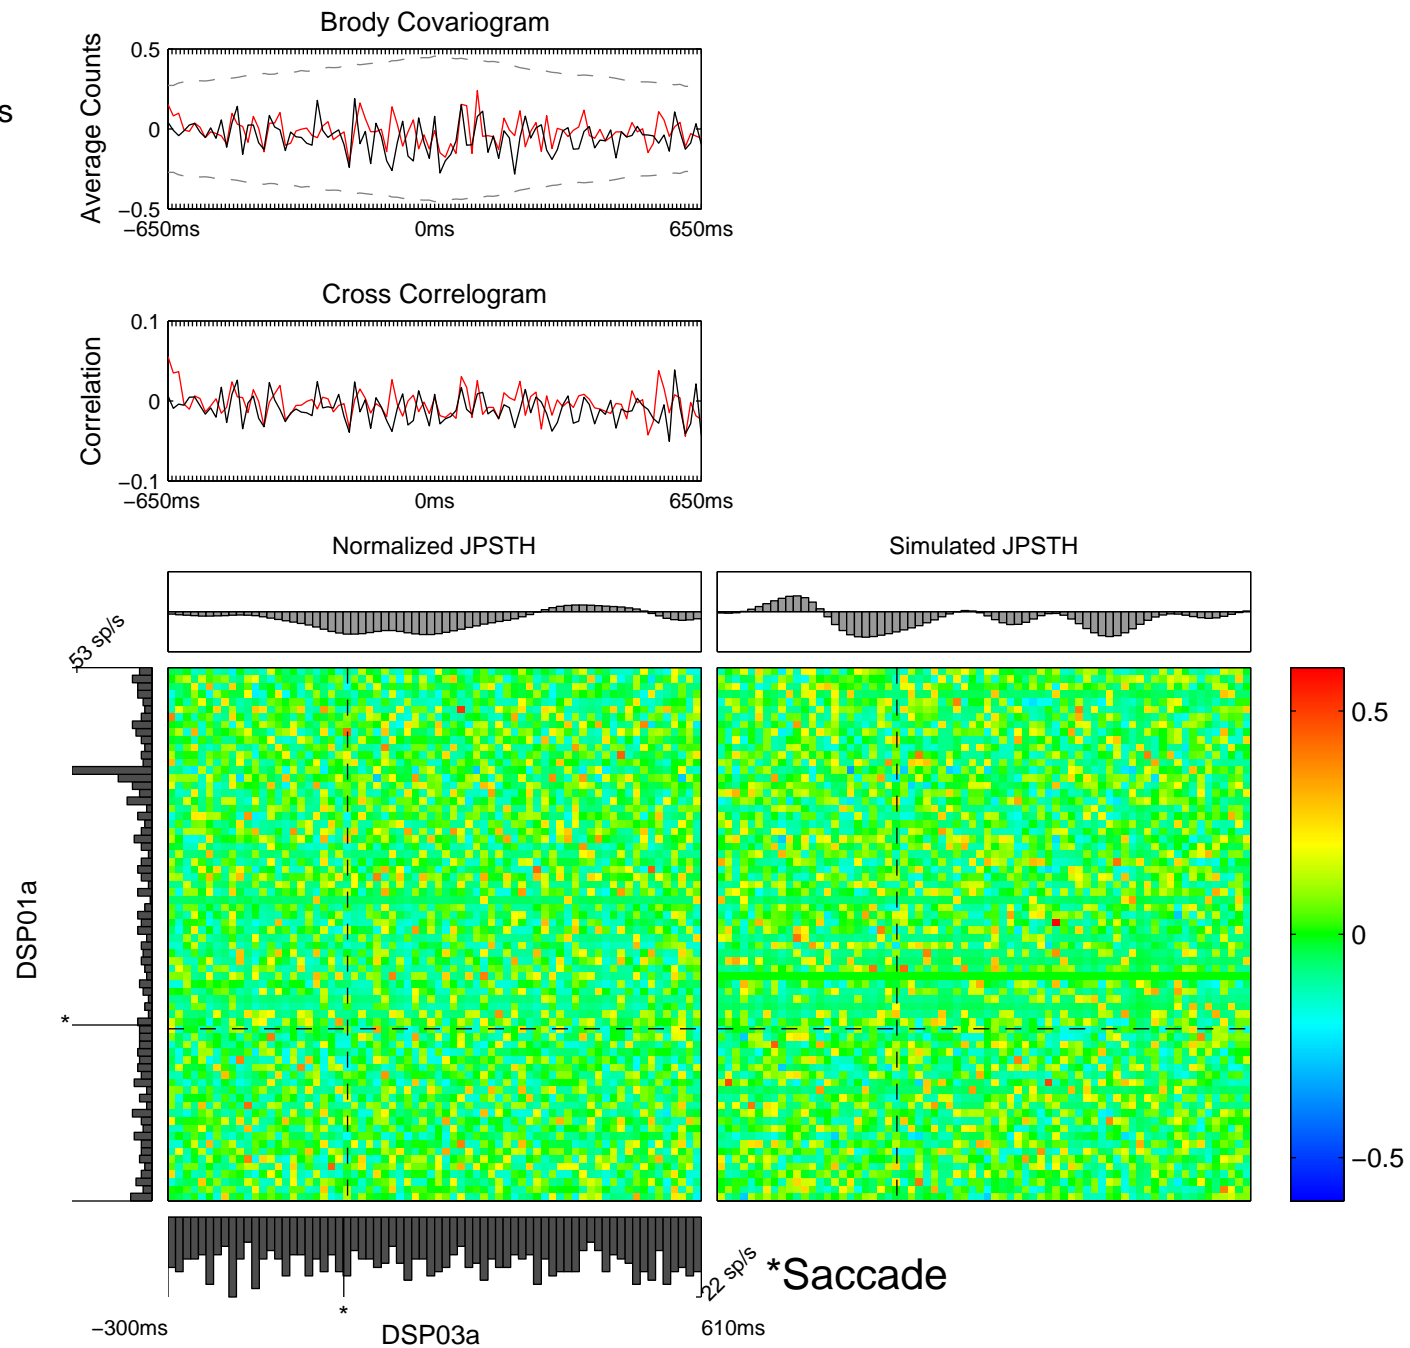 Brody Covariogram
s
Average Counts
0.5
0
−0.5
−650ms
0ms
650ms
Cross Correlogram
Correlation
0.1
0
−0.1
−650ms
0ms
650ms
Normalized JPSTH
Simulated JPSTH
53 sp/s
DSP01a
*
0.5
0
−0.5
22 sp/s
*Saccade
*
−300ms
DSP03a
610ms